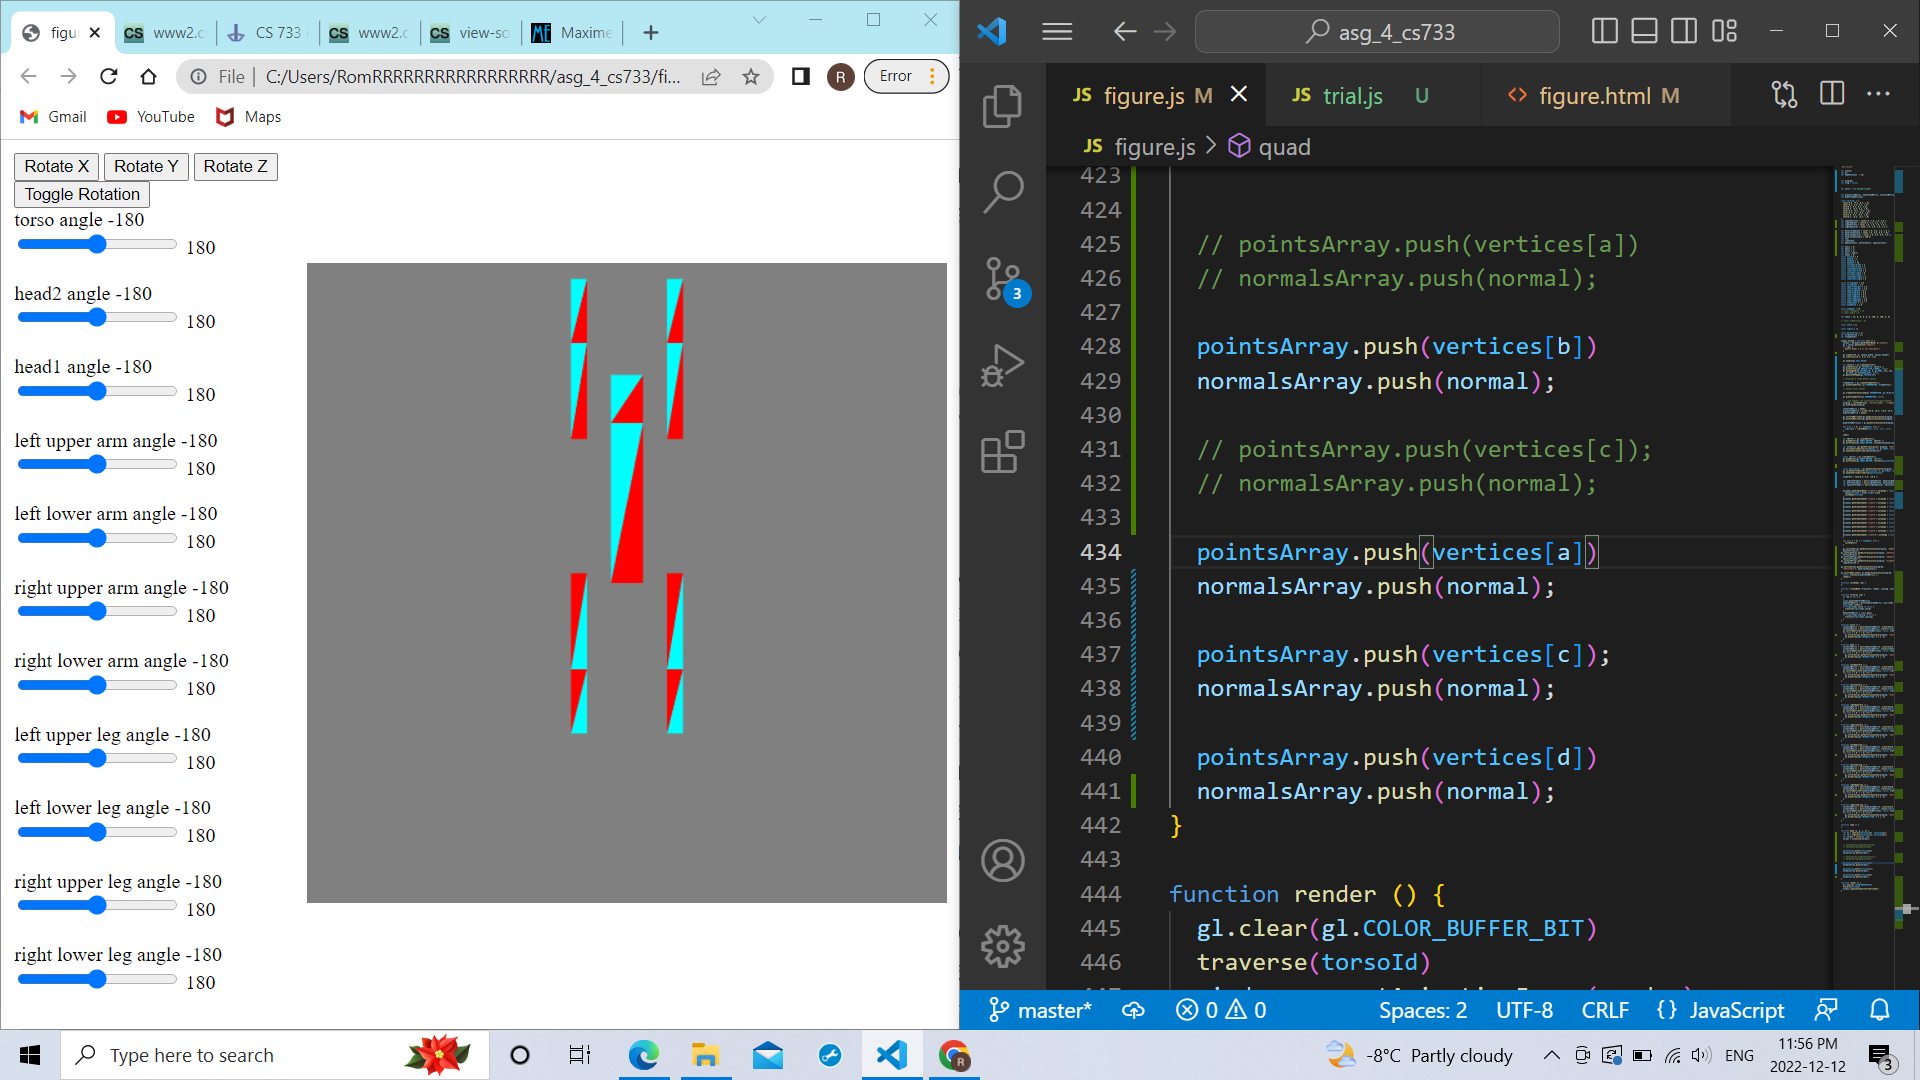 figu
www2.c
CS 733
www2.c
view-so
Maxime
File | C:/Users/RomRRRRRRRRRRRRRRRRR/asg_4_cs733/fi...
R
Error
Gmail
YouTube
Maps
Rotate X
Rotate Y
Rotate Z
Toggle Rotation
torso angle -180
180
head2 angle -180
180
head1 angle -180
180
left upper arm angle -180
180
left lower arm angle -180
180
right upper arm angle -180
180
right lower arm angle -180
180
left upper leg angle -180
180
left lower leg angle -180
180
right upper leg angle -180
180
right lower leg angle -180
180
asg_4_cs733
JS figure.js M
JS trial.js U
<> figure.html M
JS figure.js > quad
423
424
425 // pointsArray.push(vertices[a])
426 // normalsArray.push(normal);
427
428 pointsArray.push(vertices[b])
429 normalsArray.push(normal);
430
431 // pointsArray.push(vertices[c]);
432 // normalsArray.push(normal);
433
434 pointsArray.push(vertices[a])
435 normalsArray.push(normal);
436
437 pointsArray.push(vertices[c]);
438 normalsArray.push(normal);
439
440 pointsArray.push(vertices[d])
441 normalsArray.push(normal);
442 }
443
444 function render () {
445 gl.clear(gl.COLOR_BUFFER_BIT)
446 traverse(torsoId)
3
master*
0
0
Spaces: 2
UTF-8
CRLF
{} JavaScript
Type here to search
-8°C Partly cloudy
ENG
11:56 PM
2022-12-12
3